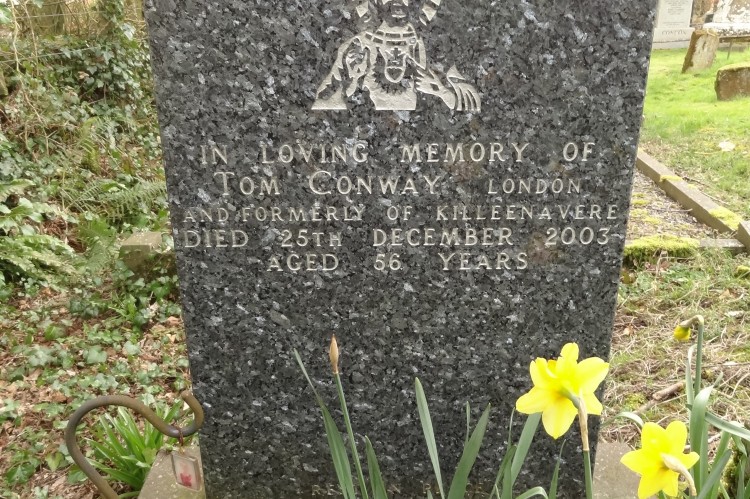 IN LOVING MEMORY OF
TOM CONWAY LONDON
AND FORMERLY OF KILLEENAVERE
DIED 25TH DECEMBER 2003
AGED 56 YEARS